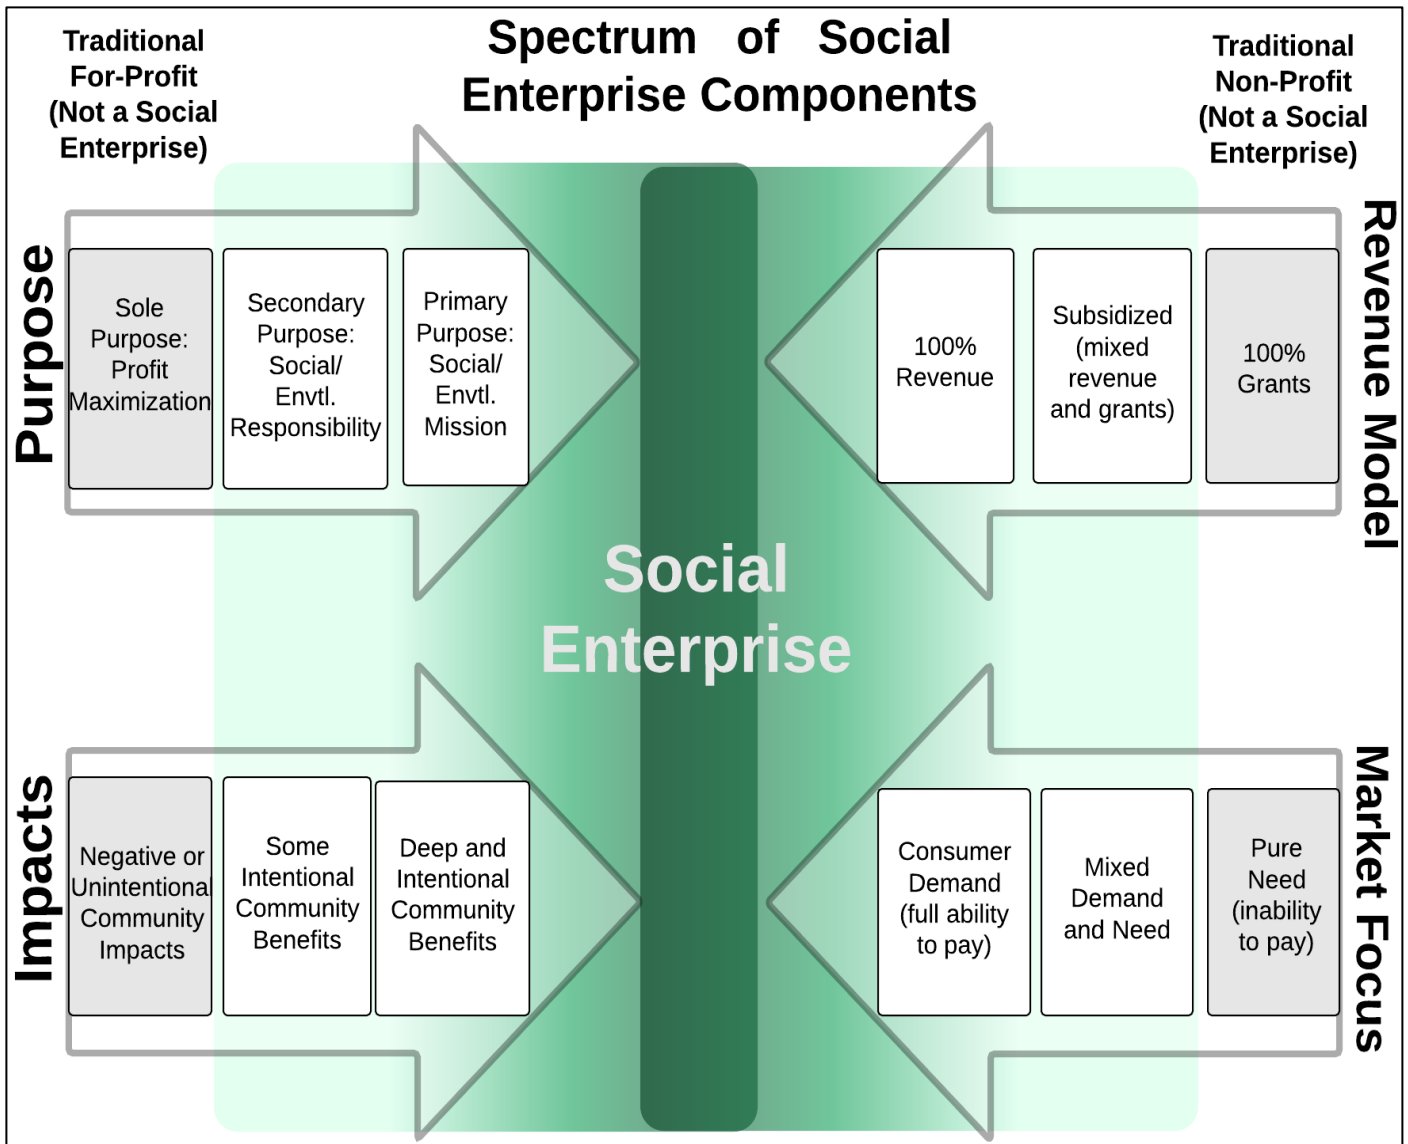 Spectrum of Social
Enterprise Components
Traditional
For-Profit
(Not a Social
Enterprise)
Traditional
Non-Profit
(Not a Social
Enterprise)
Purpose
Sole
Purpose:
Profit
Maximization
Secondary
Purpose:
Social/
Envtl.
Responsibility
Primary
Purpose:
Social/
Envtl.
Mission
100%
Revenue
Subsidized
(mixed
revenue
and grants)
100%
Grants
Revenue Model
Social
Enterprise
Impacts
Negative or
Unintentional
Community
Impacts
Some
Intentional
Community
Benefits
Deep and
Intentional
Community
Benefits
Consumer
Demand
(full ability
to pay)
Mixed
Demand
and Need
Pure
Need
(inability
to pay)
Market Focus